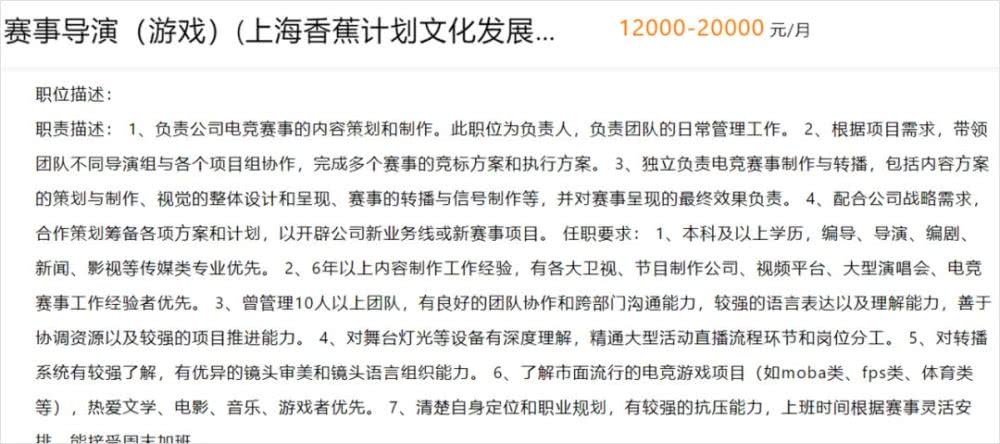 赛事导演（游戏）(上海香蕉计划文化发展...
12000-20000 元/月
职位描述：
职责描述： 1、负责公司电竞赛事的内容策划和制作。此职位为负责人，负责团队的日常管理工作。 2、根据项目需求，带领
团队不同导演组与各个项目组协作，完成多个赛事的竞标方案和执行方案。 3、独立负责电竞赛事制作与转播，包括内容方案
的策划与制作、视觉的整体设计和呈现、赛事的转播与信号制作等，并对赛事呈现的最终效果负责。 4、配合公司战略需求，
合作策划筹备各项方案和计划，以开辟公司新业务线或新赛事项目。 任职要求： 1、本科及以上学历，编导、导演、编剧、
新闻、影视等传媒类专业优先。 2、6年以上内容制作工作经验，有各大卫视、节目制作公司、视频平台、大型演唱会、电竞
赛事工作经验者优先。 3、曾管理10人以上团队，有良好的团队协作和跨部门沟通能力，较强的语言表达以及理解能力，善于
协调资源以及较强的项目推进能力。 4、对舞台灯光等设备有深度理解，精通大型活动直播流程环节和岗位分工。 5、对转播
系统有较强了解，有优异的镜头审美和镜头语言组织能力。 6、了解市面流行的电竞游戏项目（如moba类、fps类、体育类
等），热爱文学、电影、音乐、游戏者优先。 7、清楚自身定位和职业规划，有较强的抗压能力，上班时间根据赛事灵活安
排，能接受周末加班